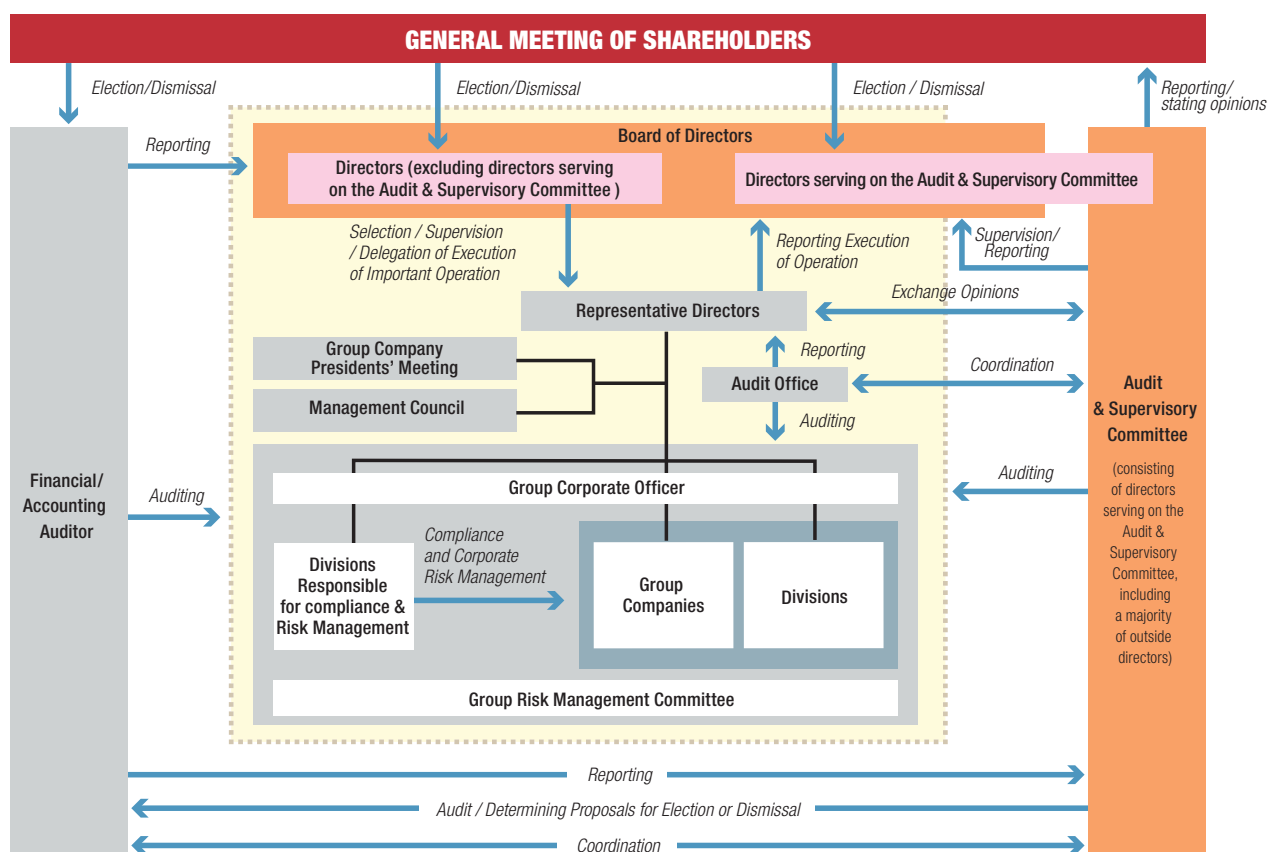 GENERAL MEETING OF SHAREHOLDERS
Election/Dismissal
Election/Dismissal
Election / Dismissal
Reporting/
stating opinions
Reporting
Board of Directors
Directors (excluding directors serving
on the Audit & Supervisory Committee )
Directors serving on the Audit & Supervisory Committee
Selection / Supervision
/ Delegation of Execution
of Important Operation
Reporting Execution
of Operation
Supervision/
Reporting
Exchange Opinions
Representative Directors
Group Company
Presidents’ Meeting
Management Council
Reporting
Audit Office
Auditing
Coordination
Audit
& Supervisory
Committee
(consisting
of directors
serving on the
Audit &
Supervisory
Committee,
including
a majority
of outside
directors)
Financial/
Accounting
Auditor
Auditing
Auditing
Group Corporate Officer
Compliance
and Corporate
Risk Management
Divisions
Responsible
for compliance &
Risk Management
Group
Companies
Divisions
Group Risk Management Committee
Reporting
Audit / Determining Proposals for Election or Dismissal
Coordination